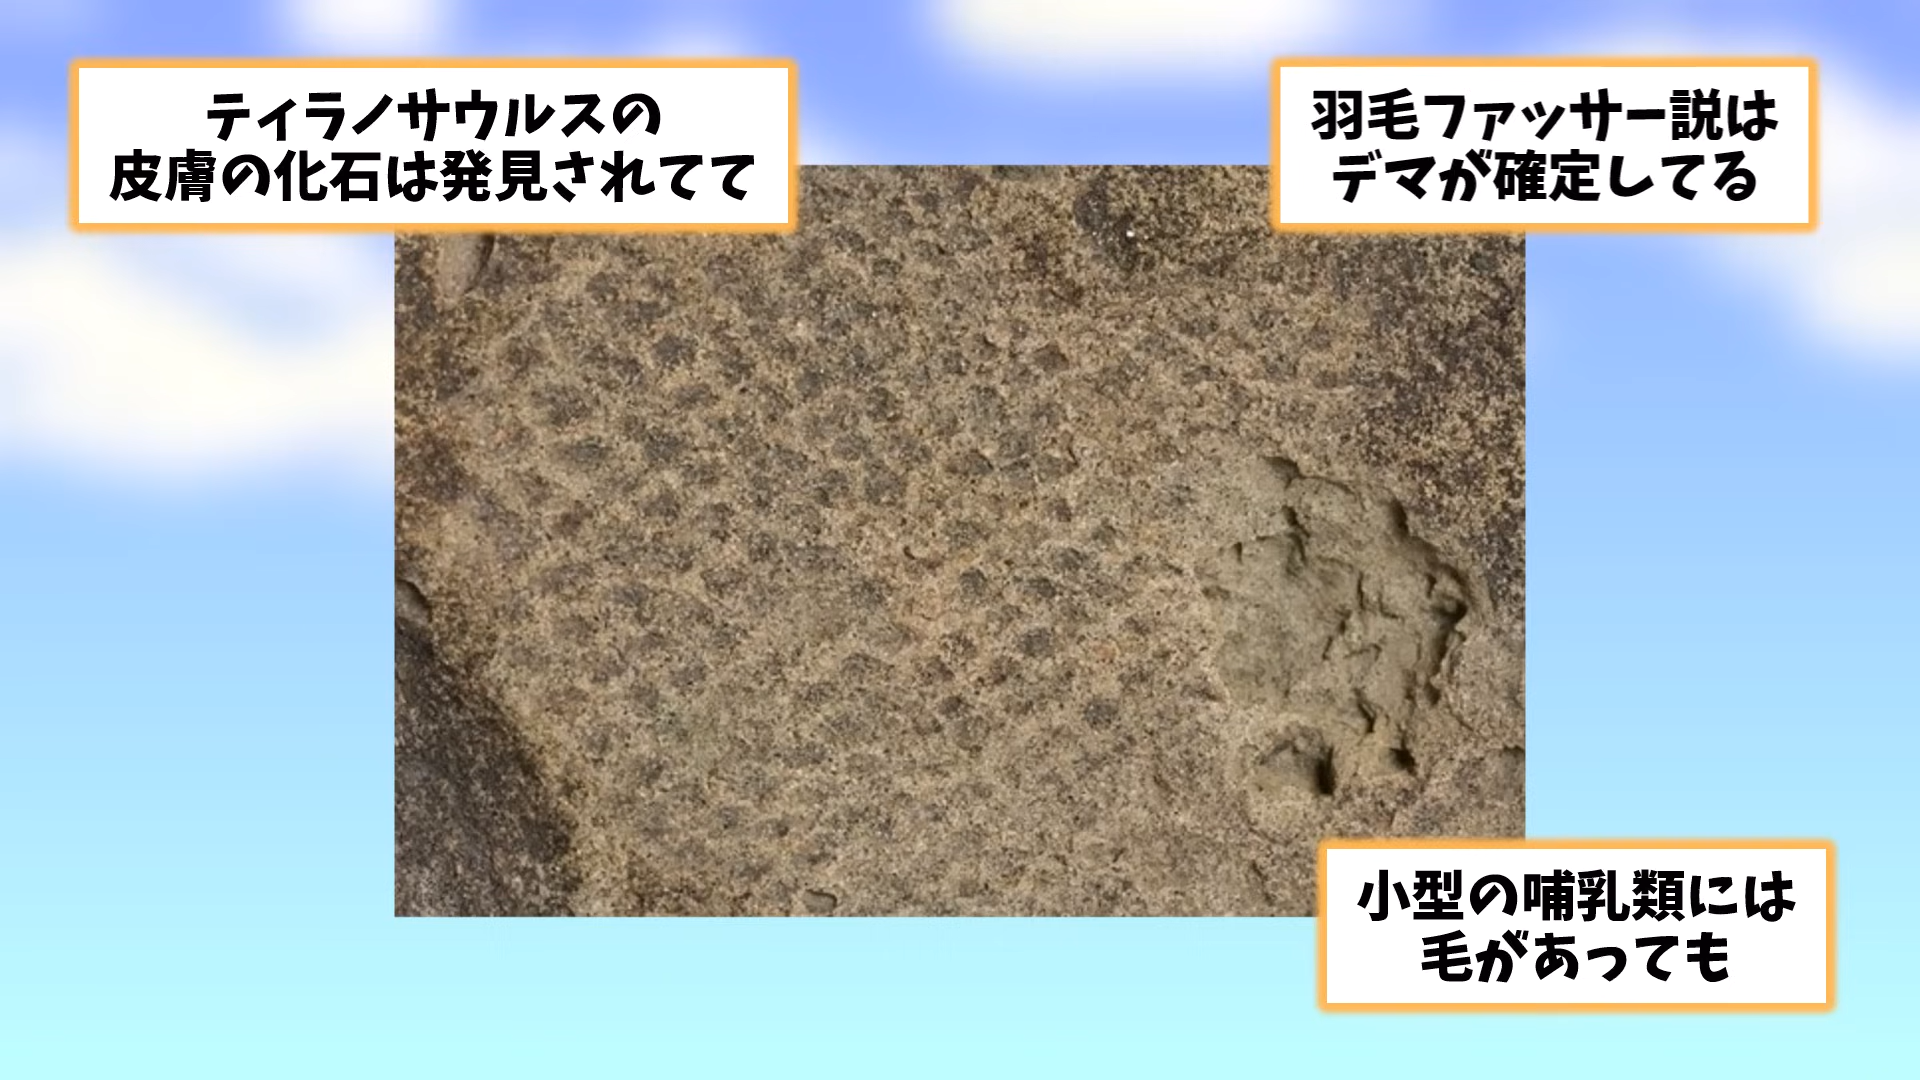 ティラノサウルスの
皮膚の化石は発見されてて
羽毛ファッサー説は
デマが確定してる
小型の哺乳類には
毛があっても